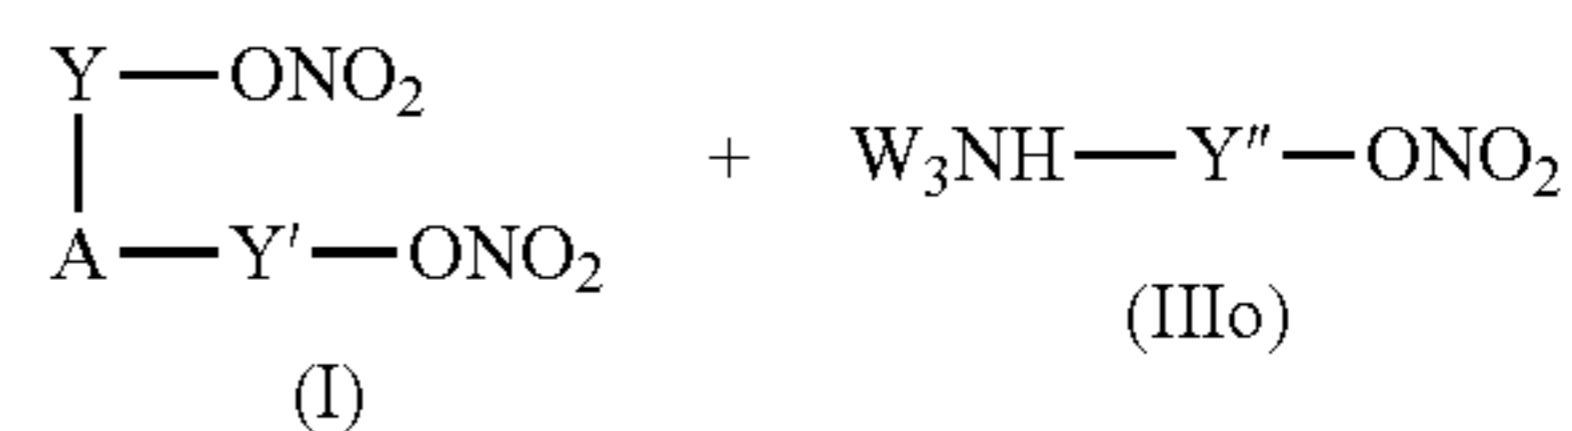 Y—ONO₂
+ W₃NH—Y″—ONO₂
A—Y′—ONO₂
(IIIo)
(I)